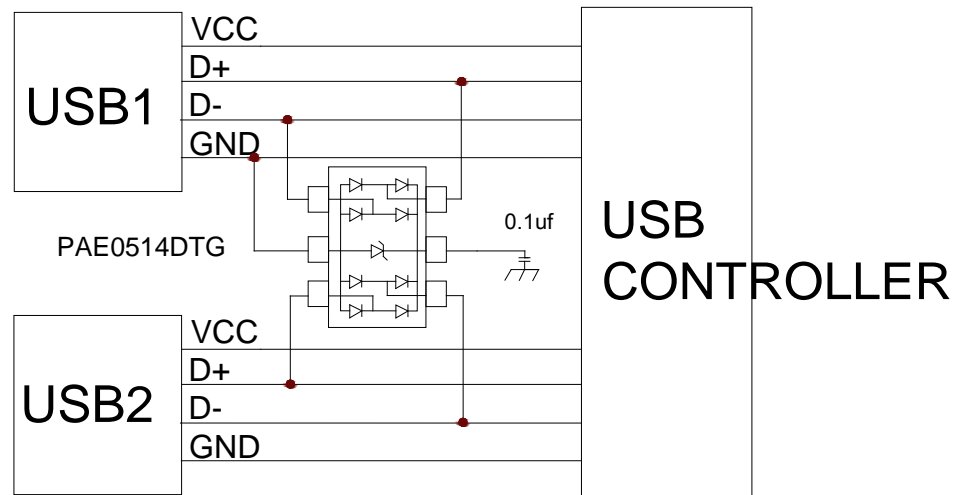 VCC
D+
USB1
D-
GND
0.1uf
USB
CONTROLLER
PAE0514DTG
VCC
D+
USB2
D-
GND